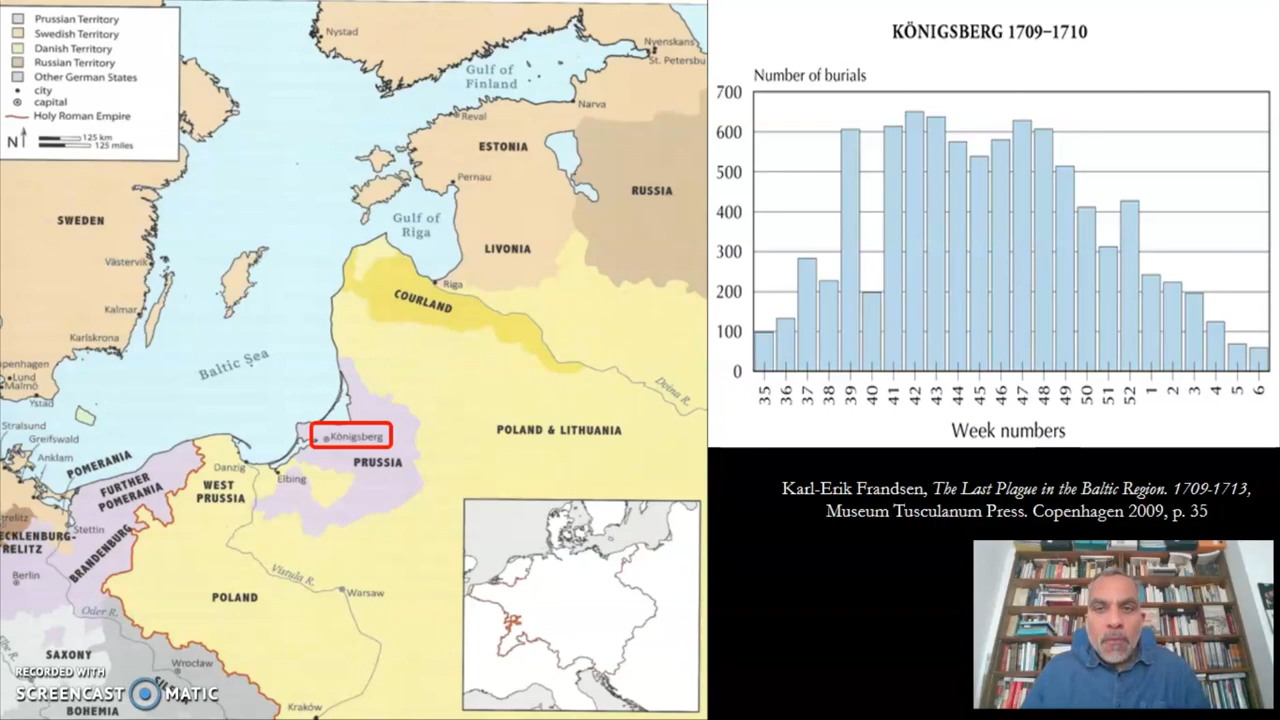 Prussian Territory
Swedish Territory
Danish Territory
Russian Territory
Other German States
city
capital
Holy Roman Empire
N
125 km
125 miles
Nystad
Nyenskans
St. Petersbu
Gulf of
Finland
Narva
Reval
ESTONIA
Pernau
RUSSIA
SWEDEN
Gulf of
Riga
LIVONIA
Västervik
Riga
Kalmar
COURLAND
Karlskrona
Baltic Sea
penhagen
Lund
Malmö
Ystad
Dvina R.
Stralsund
Greifswald
Anklam
Königsberg
POLAND & LITHUANIA
POMERANIA
Danzig
PRUSSIA
FURTHER
POMERANIA
WEST
PRUSSIA
Elbing
trelitz
Stettin
ECKLENBURG-
RELITZ
BRANDENBURG
Berlin
Vistula R.
Warsaw
POLAND
Oder R.
SAXONY
Wrocław
RECORDED WITH
SCREENCAST MATIC
BOHEMIA
Kraków
KÖNIGSBERG 1709–1710
Number of burials
700
600
500
400
300
200
100
0
35 36 37 38 39 40 41 42 43 44 45 46 47 48 49 50 51 52 1 2 3 4 5 6
Week numbers
Karl-Erik Frandsen, The Last Plague in the Baltic Region. 1709-1713,
Museum Tusculanum Press. Copenhagen 2009, p. 35